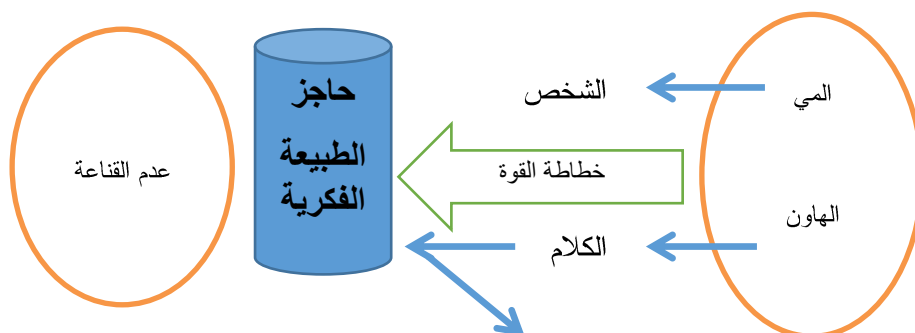 المي
الهاون
الشخص
خطاطة القوة
الكلام
حاجز
الطبيعة
الفكرية
عدم القناعة